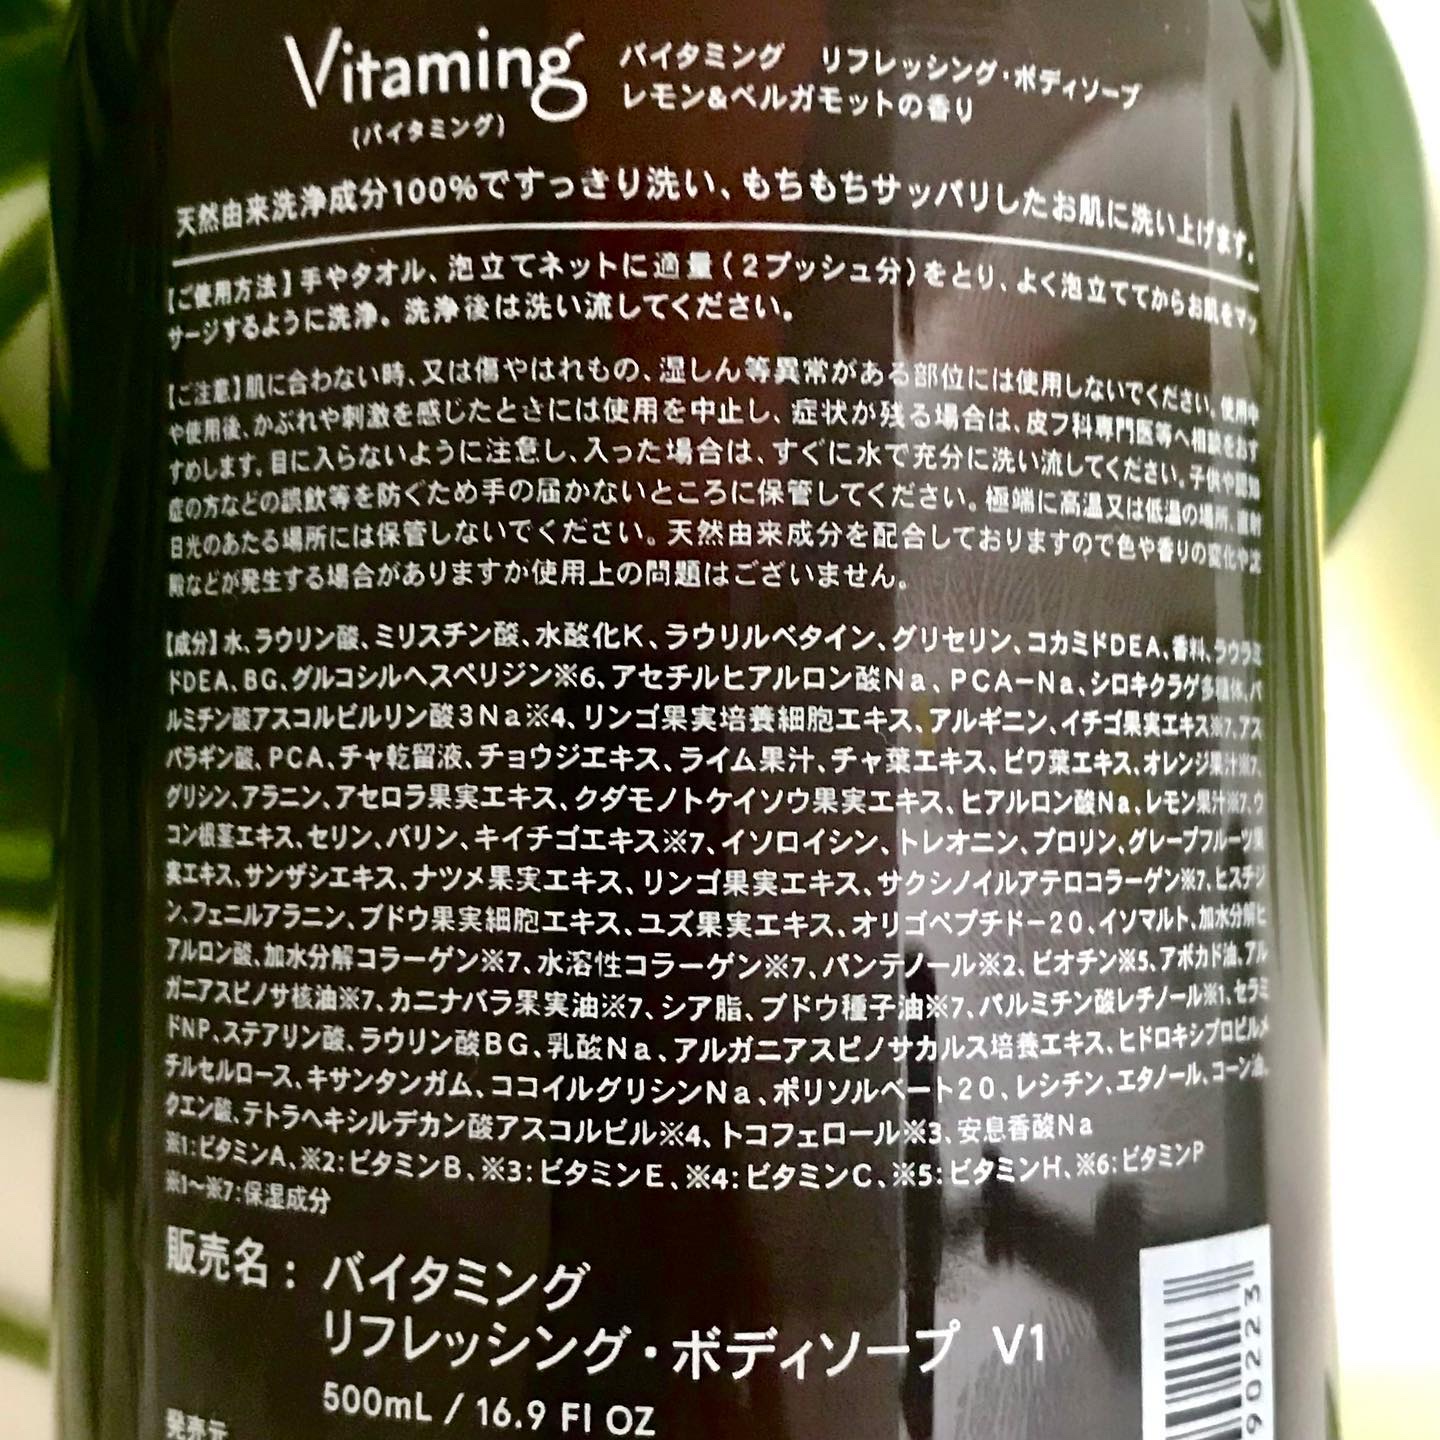 Vitaming
バイタミング リフレッシング・ボディソープ
レモン&ベルガモットの香り
(バイタミング)
天然由来洗浄成分100%ですっきり洗い、もちもちサッパリしたお肌に洗い上げます。
【ご使用方法】手やタオル、泡立てネットに適量(2プッシュ分)をとり、よく泡立ててからお肌をマッ
サージするように洗浄。洗浄後は洗い流してください。
【ご注意】肌に合わない時、又は傷やはれもの、湿しん等異常がある部位には使用しないでください。使用中
や使用後、かぶれや刺激を感じたときには使用を中止し、症状が残る場合は、皮フ科専門医等へ相談をおす
すめします。目に入らないように注意し、入った場合は、すぐに水で充分に洗い流してください。子供や認知
症の方などの誤飲等を防ぐため手の届かないところに保管してください。極端に高温又は低温の場所、直射
日光のあたる場所には保管しないでください。天然由来成分を配合しておりますので色や香りの変化や沈
殿などが発生する場合がありますが使用上の問題はございません。
【成分】水、ラウリン酸、ミリスチン酸、水酸化K、ラウリルベタイン、グリセリン、コカミドDEA、香料、ラウラミ
ドDEA、BG、グルコシルヘスペリジン※6、アセチルヒアルロン酸Na、PCA-Na、シロキクラゲ多糖体、パ
ルミチン酸アスコルビルリン酸3Na※4、リンゴ果実培養細胞エキス、アルギニン、イチゴ果実エキス※7、アス
パラギン酸、PCA、チャ乾留液、チョウジエキス、ライム果汁、チャ葉エキス、ビワ葉エキス、オレンジ果汁※7、
グリシン、アラニン、アセロラ果実エキス、クダモノトケイソウ果実エキス、ヒアルロン酸Na、レモン果汁※7、ウ
コン根茎エキス、セリン、バリン、キイチゴエキス※7、イソロイシン、トレオニン、プロリン、グレープフルーツ果
実エキス、サンザシエキス、ナツメ果実エキス、リンゴ果実エキス、サクシノイルアテロコラーゲン※7、ヒスチジ
ン、フェニルアラニン、ブドウ果実細胞エキス、ユズ果実エキス、オリゴペプチド-20、イソマルト、加水分解ヒ
アルロン酸、加水分解コラーゲン※7、水溶性コラーゲン※7、パンテノール※2、ビオチン※5、アボカド油、アル
ガニアスピノサ核油※7、カニナバラ果実油※7、シア脂、ブドウ種子油※7、パルミチン酸レチノール※1、セラミ
ドNP、ステアリン酸、ラウリン酸BG、乳酸Na、アルガニアスピノサカルス培養エキス、ヒドロキシプロピルメ
チルセルロース、キサンタンガム、ココイルグリシンNa、ポリソルベート20、レシチン、エタノール、コーン油、
クエン酸、テトラヘキシルデカン酸アスコルビル※4、トコフェロール※3、安息香酸Na
※1:ビタミンA、※2:ビタミンB、※3:ビタミンE、※4:ビタミンC、※5:ビタミンH、※6:ビタミンP
※1〜※7:保湿成分
販売名：バイタミング
リフレッシング・ボディソープ V1
500mL / 16.9 Fl OZ
発売元
90223